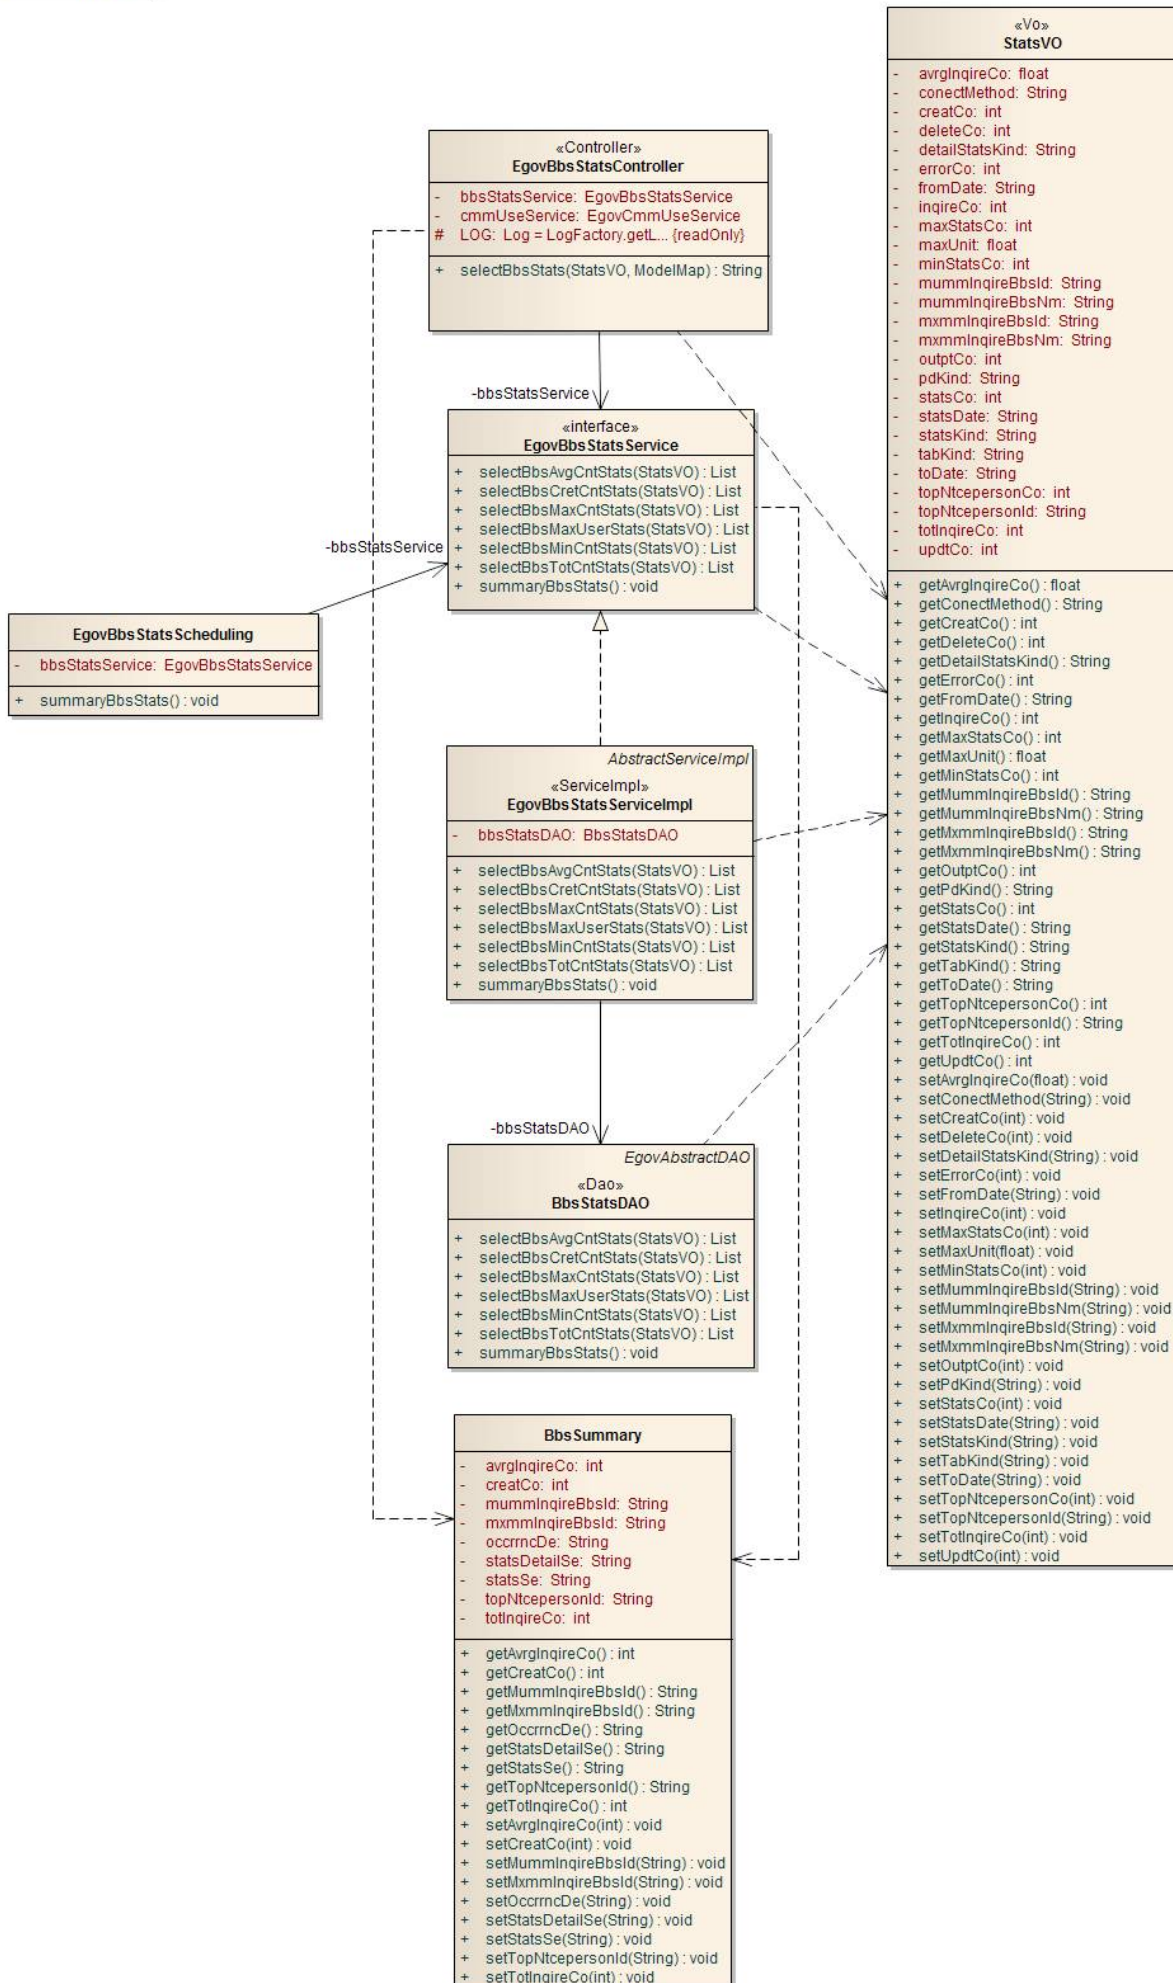 «Controller»
EgovBbsStatsController
- bbsStatsService: EgovBbsStatsService
- cmmUseService: EgovCmmUseService
# LOG: Log = LogFactory.getL... {readOnly}
+ selectBbsStats(StatsVO, ModelMap) : String
-bbsStatsService
«interface»
EgovBbsStatsService
+ selectBbsAvgCntStats(StatsVO) : List
+ selectBbsCretCntStats(StatsVO) : List
+ selectBbsMaxCntStats(StatsVO) : List
+ selectBbsMaxUserStats(StatsVO) : List
+ selectBbsMinCntStats(StatsVO) : List
+ selectBbsTotCntStats(StatsVO) : List
+ summaryBbsStats() : void
-bbsStatsService
EgovBbsStatsScheduling
- bbsStatsService: EgovBbsStatsService
+ summaryBbsStats() : void
AbstractServiceImpl
«ServiceImpl»
EgovBbsStatsServiceImpl
- bbsStatsDAO: BbsStatsDAO
+ selectBbsAvgCntStats(StatsVO) : List
+ selectBbsCretCntStats(StatsVO) : List
+ selectBbsMaxCntStats(StatsVO) : List
+ selectBbsMaxUserStats(StatsVO) : List
+ selectBbsMinCntStats(StatsVO) : List
+ selectBbsTotCntStats(StatsVO) : List
+ summaryBbsStats() : void
-bbsStatsDAO
EgovAbstractDAO
«Dao»
BbsStatsDAO
+ selectBbsAvgCntStats(StatsVO) : List
+ selectBbsCretCntStats(StatsVO) : List
+ selectBbsMaxCntStats(StatsVO) : List
+ selectBbsMaxUserStats(StatsVO) : List
+ selectBbsMinCntStats(StatsVO) : List
+ selectBbsTotCntStats(StatsVO) : List
+ summaryBbsStats() : void
BbsSummary
- avrgInqireCo: int
- creatCo: int
- mummInqireBbsId: String
- mxmmInqireBbsId: String
- occrrncDe: String
- statsDetailSe: String
- statsSe: String
- topNtcepersonId: String
- totInqireCo: int
+ getAvrgInqireCo() : int
+ getCreatCo() : int
+ getMummInqireBbsId() : String
+ getMxmmInqireBbsId() : String
+ getOccrrncDe() : String
+ getStatsDetailSe() : String
+ getStatsSe() : String
+ getTopNtcepersonId() : String
+ getTotInqireCo() : int
+ setAvrgInqireCo(int) : void
+ setCreatCo(int) : void
+ setMummInqireBbsId(String) : void
+ setMxmmInqireBbsId(String) : void
+ setOccrrncDe(String) : void
+ setStatsDetailSe(String) : void
+ setStatsSe(String) : void
+ setTopNtcepersonId(String) : void
+ setTotInqireCo(int) : void
«Vo»
StatsVO
- avrgInqireCo: float
- conectMethod: String
- creatCo: int
- deleteCo: int
- detailStatsKind: String
- errorCo: int
- fromDate: String
- inqireCo: int
- maxStatsCo: int
- maxUnit: float
- minStatsCo: int
- mummInqireBbsId: String
- mummInqireBbsNm: String
- mxmmInqireBbsId: String
- mxmmInqireBbsNm: String
- outptCo: int
- pdKind: String
- statsCo: int
- statsDate: String
- statsKind: String
- tabKind: String
- toDate: String
- topNtcepersonCo: int
- topNtcepersonId: String
- totInqireCo: int
- updtCo: int
+ getAvrgInqireCo() : float
+ getConectMethod() : String
+ getCreatCo() : int
+ getDeleteCo() : int
+ getDetailStatsKind() : String
+ getErrorCo() : int
+ getFromDate() : String
+ getInqireCo() : int
+ getMaxStatsCo() : int
+ getMaxUnit() : float
+ getMinStatsCo() : int
+ getMummInqireBbsId() : String
+ getMummInqireBbsNm() : String
+ getMxmmInqireBbsId() : String
+ getMxmmInqireBbsNm() : String
+ getOutptCo() : int
+ getPdKind() : String
+ getStatsCo() : int
+ getStatsDate() : String
+ getStatsKind() : String
+ getTabKind() : String
+ getToDate() : String
+ getTopNtcepersonCo() : int
+ getTopNtcepersonId() : String
+ getTotInqireCo() : int
+ getUpdtCo() : int
+ setAvrgInqireCo(float) : void
+ setConectMethod(String) : void
+ setCreatCo(int) : void
+ setDeleteCo(int) : void
+ setDetailStatsKind(String) : void
+ setErrorCo(int) : void
+ setFromDate(String) : void
+ setInqireCo(int) : void
+ setMaxStatsCo(int) : void
+ setMaxUnit(float) : void
+ setMinStatsCo(int) : void
+ setMummInqireBbsId(String) : void
+ setMummInqireBbsNm(String) : void
+ setMxmmInqireBbsId(String) : void
+ setMxmmInqireBbsNm(String) : void
+ setOutptCo(int) : void
+ setPdKind(String) : void
+ setStatsCo(int) : void
+ setStatsDate(String) : void
+ setStatsKind(String) : void
+ setTabKind(String) : void
+ setToDate(String) : void
+ setTopNtcepersonCo(int) : void
+ setTopNtcepersonId(String) : void
+ setTotInqireCo(int) : void
+ setUpdtCo(int) : void